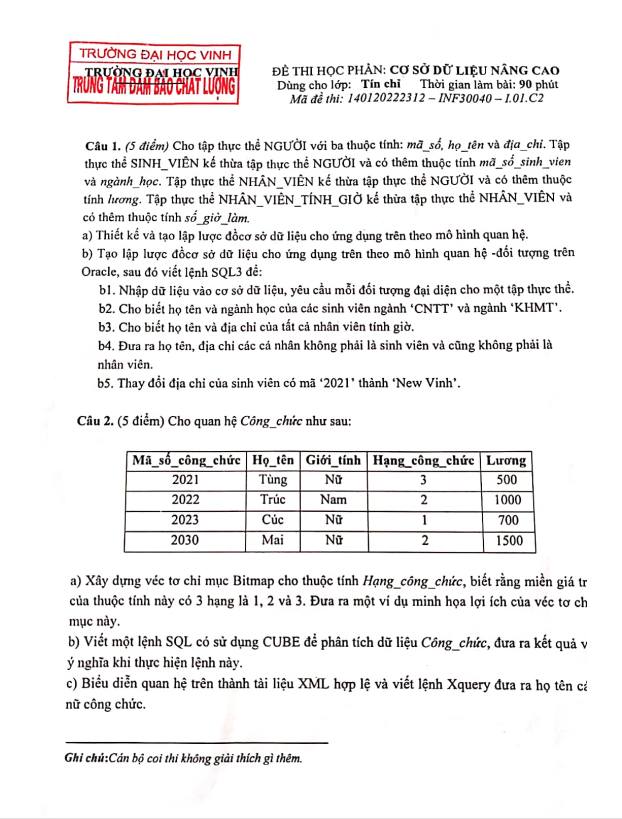 TRƯỜNG ĐẠI HỌC VINH
TRƯỜNG ĐẠI HỌC VINH
TRUNG TÂM ĐẢM BẢO CHẤT LƯỢNG
ĐỀ THI HỌC PHẦN: CƠ SỞ DỮ LIỆU NÂNG CAO
Dùng cho lớp: Tín chỉ Thời gian làm bài: 90 phút
Mã đề thi: 140120222312 – INF30040 – I.01.C2
Câu 1. (5 điểm) Cho tập thực thể NGƯỜI với ba thuộc tính: mã_số, họ_tên và địa_chỉ. Tập
thực thể SINH_VIÊN kế thừa tập thực thể NGƯỜI và có thêm thuộc tính mã_số_sinh_vien
và ngành_học. Tập thực thể NHÂN_VIÊN kế thừa tập thực thể NGƯỜI và có thêm thuộc
tính lương. Tập thực thể NHÂN_VIÊN_TÍNH_GIỜ kế thừa tập thực thể NHÂN_VIÊN và
có thêm thuộc tính số_giờ_làm.
a) Thiết kế và tạo lập lược đồcơ sở dữ liệu cho ứng dụng trên theo mô hình quan hệ.
b) Tạo lập lược đồcơ sở dữ liệu cho ứng dụng trên theo mô hình quan hệ -đối tượng trên
Oracle, sau đó viết lệnh SQL3 để:
b1. Nhập dữ liệu vào cơ sở dữ liệu, yêu cầu mỗi đối tượng đại diện cho một tập thực thể.
b2. Cho biết họ tên và ngành học của các sinh viên ngành ‘CNTT’ và ngành ‘KHMT’.
b3. Cho biết họ tên và địa chỉ của tất cả nhân viên tính giờ.
b4. Đưa ra họ tên, địa chỉ các cá nhân không phải là sinh viên và cũng không phải là
nhân viên.
b5. Thay đổi địa chỉ của sinh viên có mã ‘2021’ thành ‘New Vinh’.
Câu 2. (5 điểm) Cho quan hệ Công_chức như sau:
Mã_số_công_chức Họ_tên Giới_tính Hạng_công_chức Lương
2021 Tùng Nữ 3 500
2022 Trúc Nam 2 1000
2023 Cúc Nữ 1 700
2030 Mai Nữ 2 1500
a) Xây dựng véc tơ chỉ mục Bitmap cho thuộc tính Hạng_công_chức, biết rằng miền giá tr
của thuộc tính này có 3 hạng là 1, 2 và 3. Đưa ra một ví dụ minh họa lợi ích của véc tơ ch
mục này.
b) Viết một lệnh SQL có sử dụng CUBE để phân tích dữ liệu Công_chức, đưa ra kết quả v
ý nghĩa khi thực hiện lệnh này.
c) Biểu diễn quan hệ trên thành tài liệu XML hợp lệ và viết lệnh Xquery đưa ra họ tên cá
nữ công chức.
Ghi chú:Cán bộ coi thi không giải thích gì thêm.